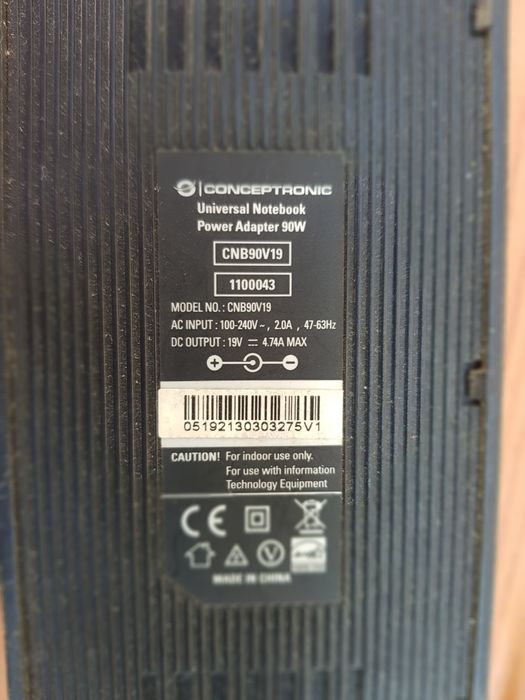 CONCEPTRONIC
Universal Notebook
Power Adapter 90W
CNB90V19
1100043
MODEL NO. : CNB90V19
AC INPUT : 100-240V ~ , 2.0A , 47-63Hz
DC OUTPUT : 19V ⎓ 4.74A MAX
+ -
05192130303275V1
CAUTION! For indoor use only.
For use with information
Technology Equipment
CE
V
MADE IN CHINA